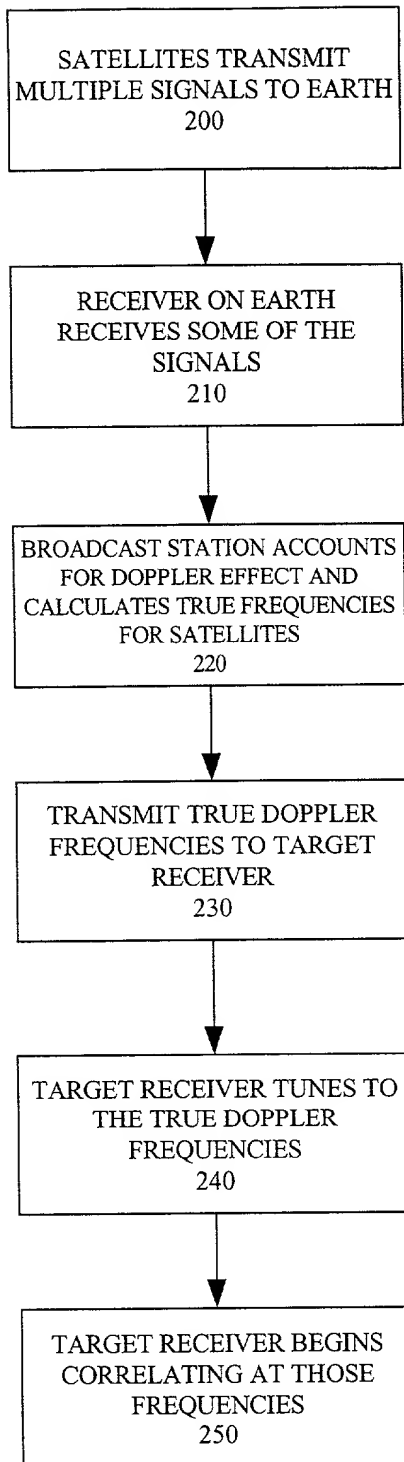 SATELLITES TRANSMIT
MULTIPLE SIGNALS TO EARTH
200
RECEIVER ON EARTH
RECEIVES SOME OF THE
SIGNALS
210
BROADCAST STATION ACCOUNTS
FOR DOPPLER EFFECT AND
CALCULATES TRUE FREQUENCIES
FOR SATELLITES
220
TRANSMIT TRUE DOPPLER
FREQUENCIES TO TARGET
RECEIVER
230
TARGET RECEIVER TUNES TO
THE TRUE DOPPLER
FREQUENCIES
240
TARGET RECEIVER BEGINS
CORRELATING AT THOSE
FREQUENCIES
250